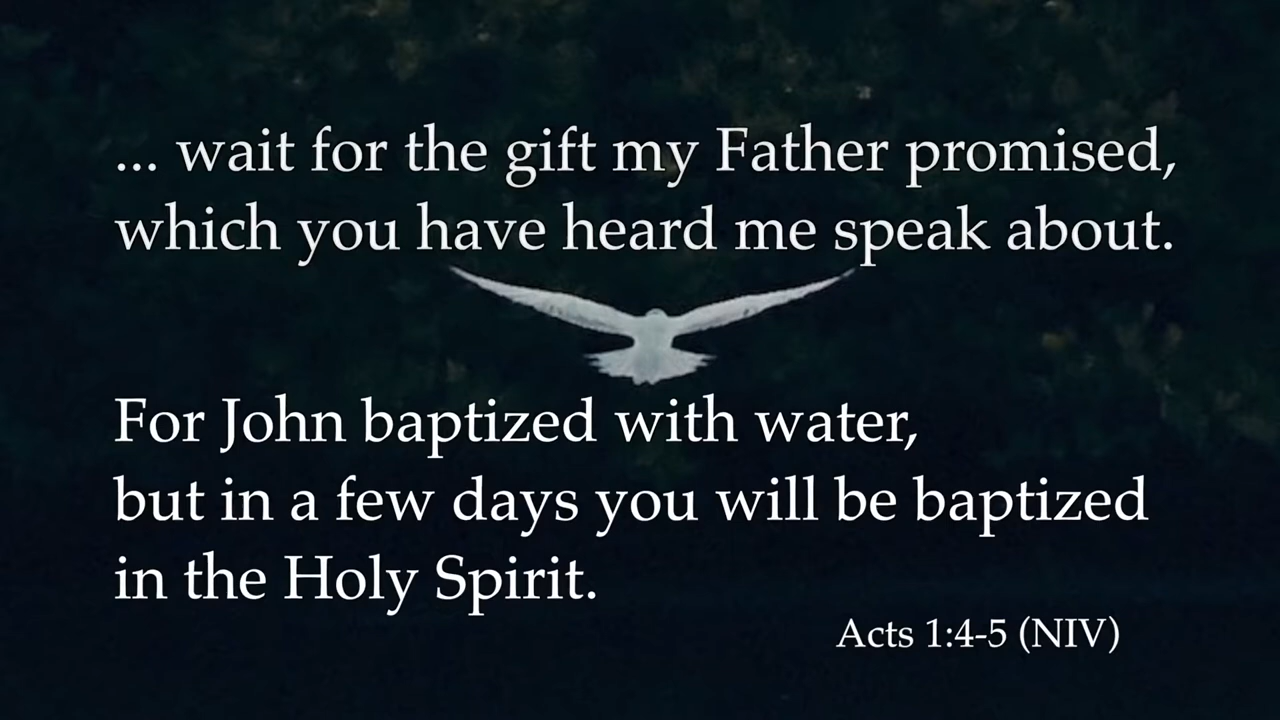 ... wait for the gift my Father promised,
which you have heard me speak about.
For John baptized with water,
but in a few days you will be baptized
in the Holy Spirit.
Acts 1:4-5 (NIV)